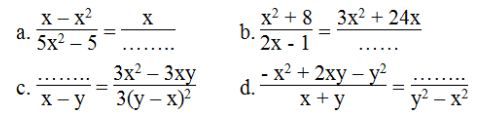 a. (x – x²)/(5x² – 5) = x/........ b. (x² + 8)/(2x - 1) = (3x² + 24x)/......
c. ......../(x – y) = (3x² – 3xy)/(3(y – x)²) d. (- x² + 2xy – y²)/(x + y) = ......../(y² – x²)